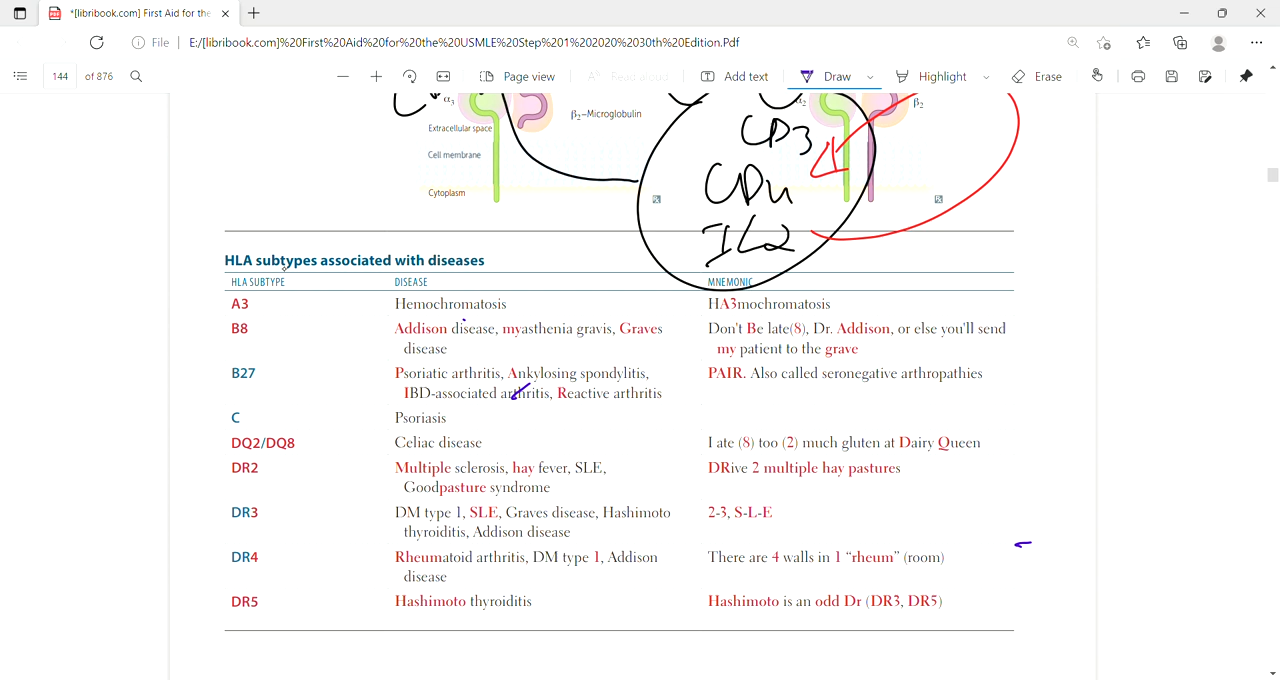 *[libribook.com] First Aid for the
File E:/[libribook.com]%20First%20Aid%20for%20the%20USMLE%20Step%201%202020%2030th%20Edition.Pdf
144 of 876 Page view Read aloud Add text Draw Highlight Erase
α3 β2–Microglobulin α2 β2
Extracellular space
Cell membrane
Cytoplasm
CD3
CD4
IL2
HLA subtypes associated with diseases
HLA SUBTYPE DISEASE MNEMONIC
A3 Hemochromatosis HA3mochromatosis
B8 Addison disease, myasthenia gravis, Graves Don't Be late(8), Dr. Addison, or else you'll send
disease my patient to the grave
B27 Psoriatic arthritis, Ankylosing spondylitis, PAIR. Also called seronegative arthropathies
IBD-associated arthritis, Reactive arthritis
C Psoriasis
DQ2/DQ8 Celiac disease I ate (8) too (2) much gluten at Dairy Queen
DR2 Multiple sclerosis, hay fever, SLE, DRive 2 multiple hay pastures
Goodpasture syndrome
DR3 DM type 1, SLE, Graves disease, Hashimoto 2-3, S-L-E
thyroiditis, Addison disease
DR4 Rheumatoid arthritis, DM type 1, Addison There are 4 walls in 1 “rheum” (room)
disease
DR5 Hashimoto thyroiditis Hashimoto is an odd Dr (DR3, DR5)